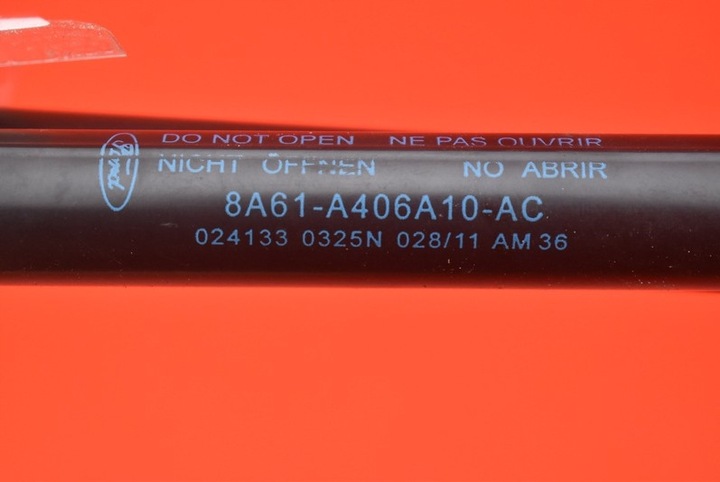 DO NOT OPEN NE PAS OUVRIR
NICHT ÖFFNEN NO ABRIR
8A61-A406A10-AC
024133 0325N 028/11 AM 36